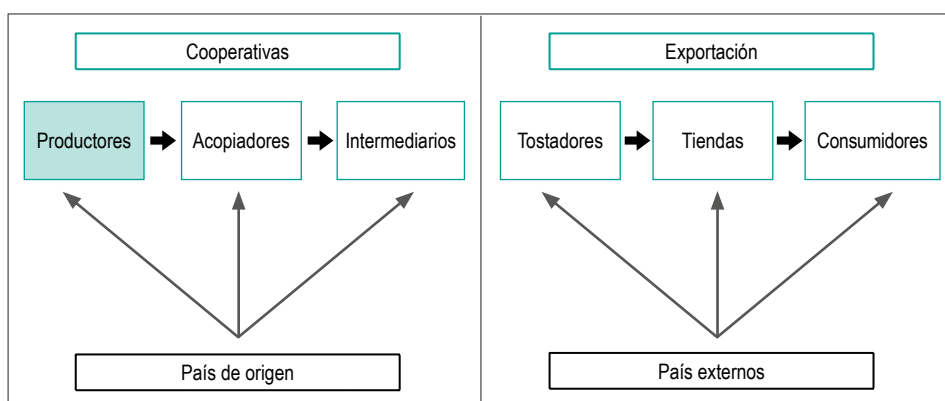 Cooperativas
Productores
Acopiadores
Intermediarios
País de origen
Exportación
Tostadores
Tiendas
Consumidores
País externos